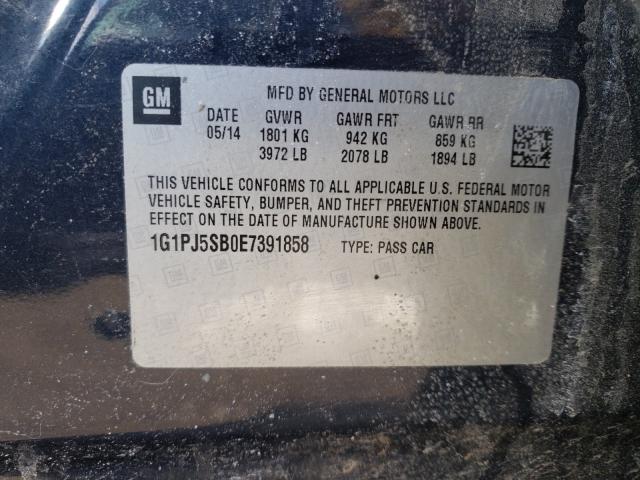 GM
MFD BY GENERAL MOTORS LLC
DATE GVWR GAWR FRT GAWR RR
05/14 1801 KG 942 KG 859 KG
3972 LB 2078 LB 1894 LB
THIS VEHICLE CONFORMS TO ALL APPLICABLE U.S. FEDERAL MOTOR
VEHICLE SAFETY, BUMPER, AND THEFT PREVENTION STANDARDS IN
EFFECT ON THE DATE OF MANUFACTURE SHOWN ABOVE.
1G1PJ5SB0E7391858 TYPE: PASS CAR